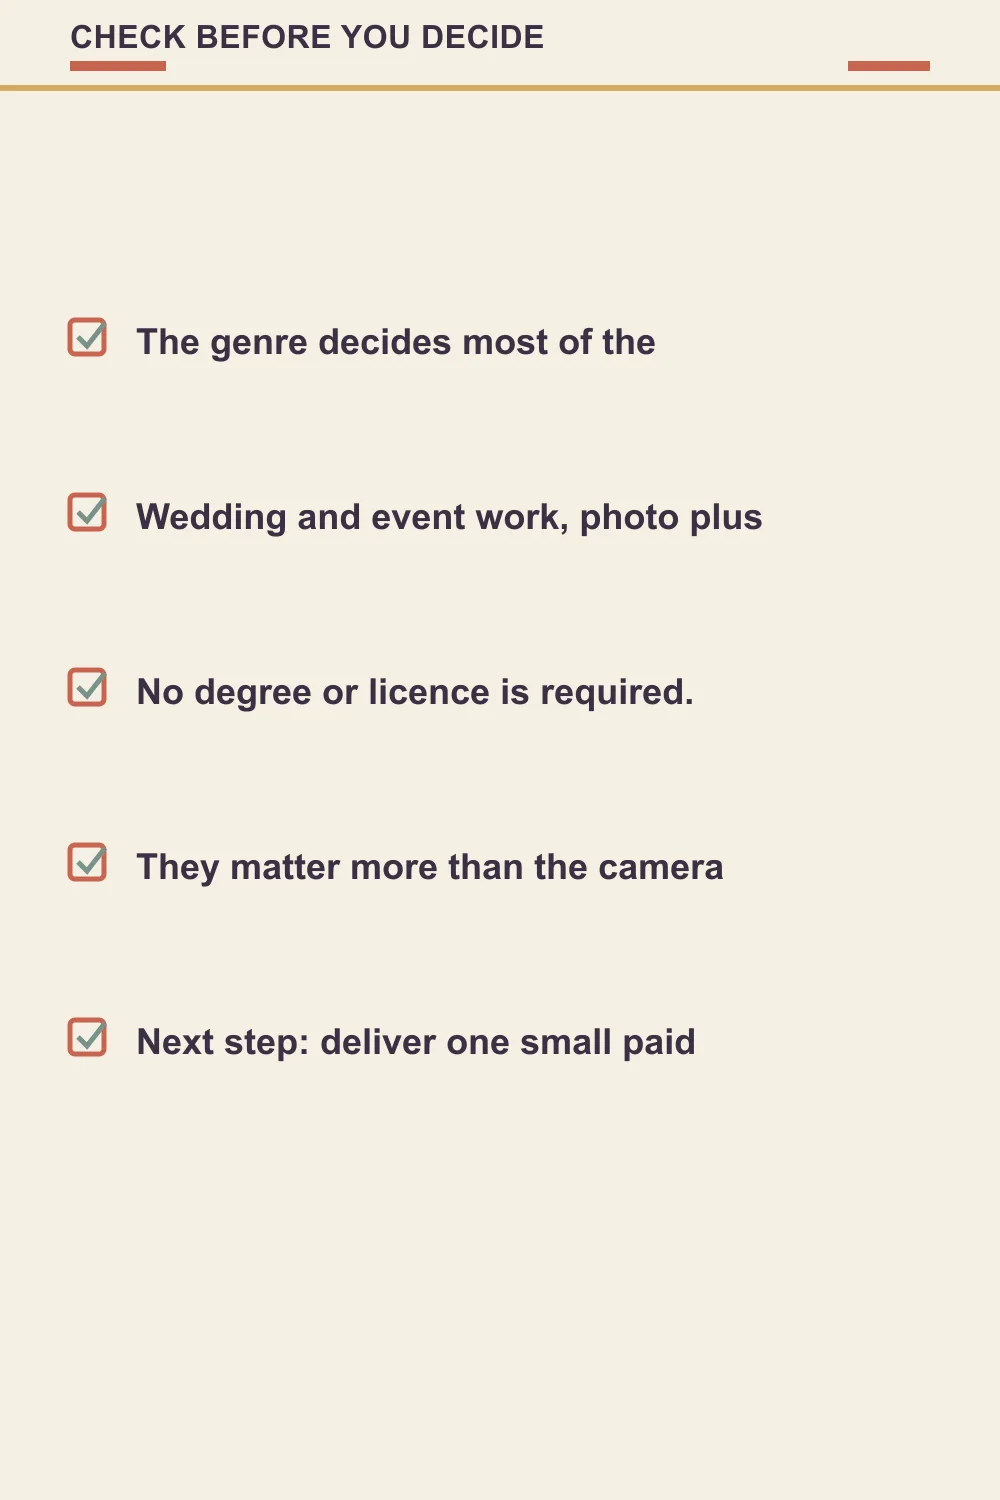 CHECK BEFORE YOU DECIDE
The genre decides most of the
Wedding and event work, photo plus
No degree or licence is required.
They matter more than the camera
Next step: deliver one small paid